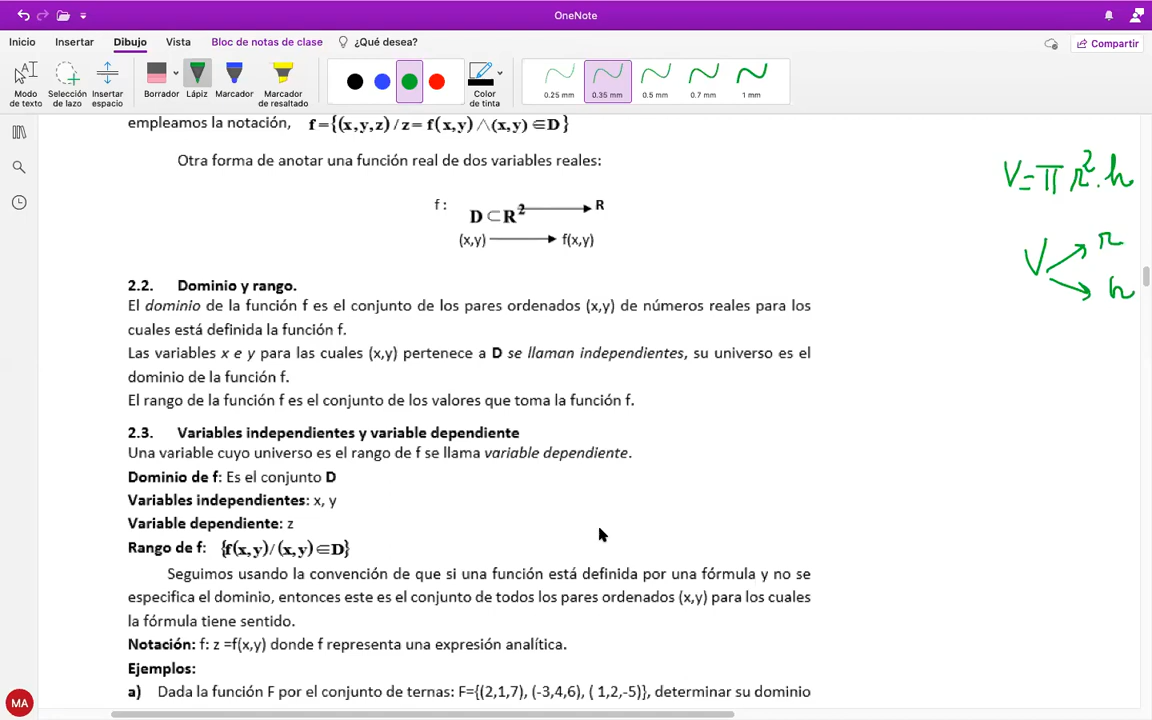 OneNote
Inicio Insertar Dibujo Vista Bloc de notas de clase ¿Qué desea? Compartir
Modo de texto Selección de lazo Insertar espacio Borrador Lápiz Marcador Marcador de resaltado Color de tinta 0.25 mm 0.35 mm 0.5 mm 0.7 mm 1 mm
empleamos la notación, f ={(x,y,z) / z= f(x,y) ∧(x,y) ∈D}
Otra forma de anotar una función real de dos variables reales:
V=π r².h
f : D ⊂R² → R
(x,y) → f(x,y)
V r
h
2.2. Dominio y rango.
El dominio de la función f es el conjunto de los pares ordenados (x,y) de números reales para los
cuales está definida la función f.
Las variables x e y para las cuales (x,y) pertenece a D se llaman independientes, su universo es el
dominio de la función f.
El rango de la función f es el conjunto de los valores que toma la función f.
2.3. Variables independientes y variable dependiente
Una variable cuyo universo es el rango de f se llama variable dependiente.
Dominio de f: Es el conjunto D
Variables independientes: x, y
Variable dependiente: z
Rango de f: {f(x,y)/(x,y)∈D}
Seguimos usando la convención de que si una función está definida por una fórmula y no se
especifica el dominio, entonces este es el conjunto de todos los pares ordenados (x,y) para los cuales
la fórmula tiene sentido.
Notación: f: z =f(x,y) donde f representa una expresión analítica.
Ejemplos:
a) Dada la función F por el conjunto de ternas: F={(2,1,7), (-3,4,6), ( 1,2,-5)}, determinar su dominio
MA